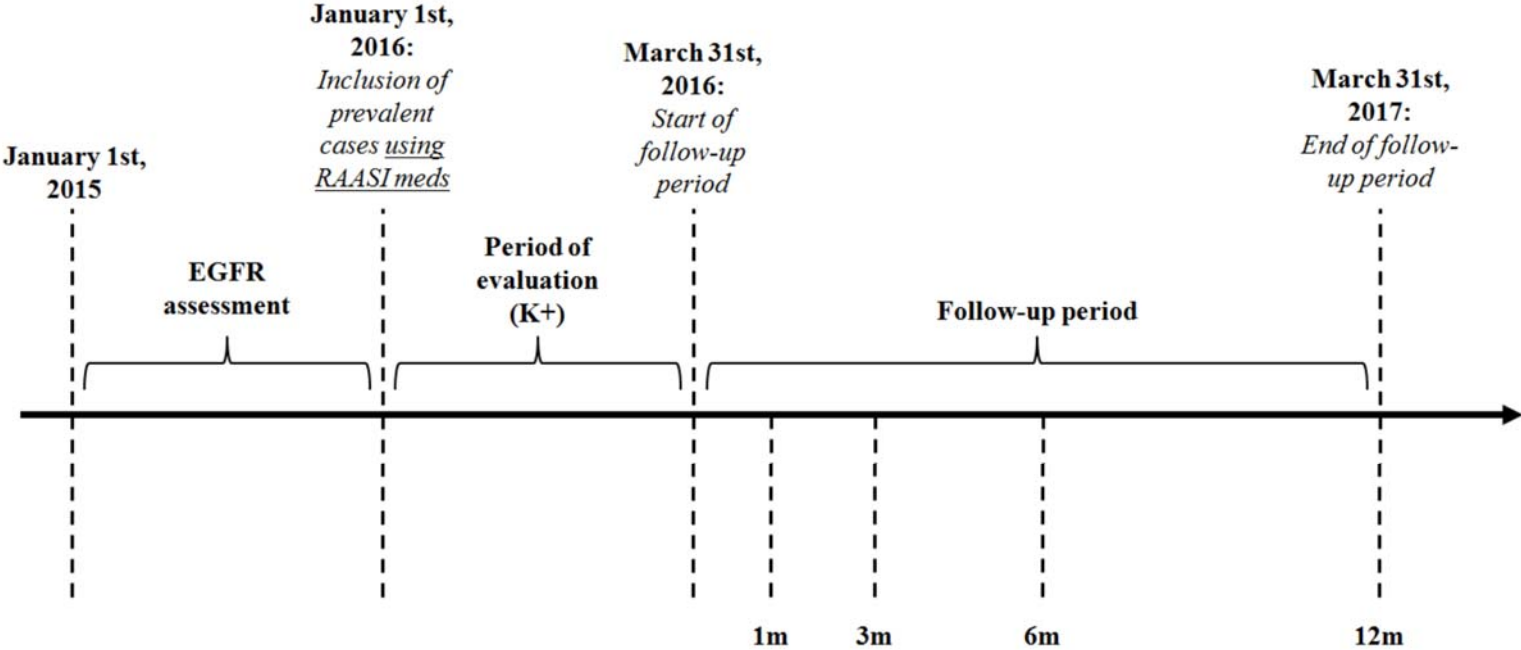 January 1st,
2015
January 1st,
2016:
Inclusion of
prevalent
cases using
RAASI meds
March 31st,
2016:
Start of
follow-up
period
March 31st,
2017:
End of follow-
up period
EGFR
assessment
Period of
evaluation
(K+)
Follow-up period
1m
3m
6m
12m